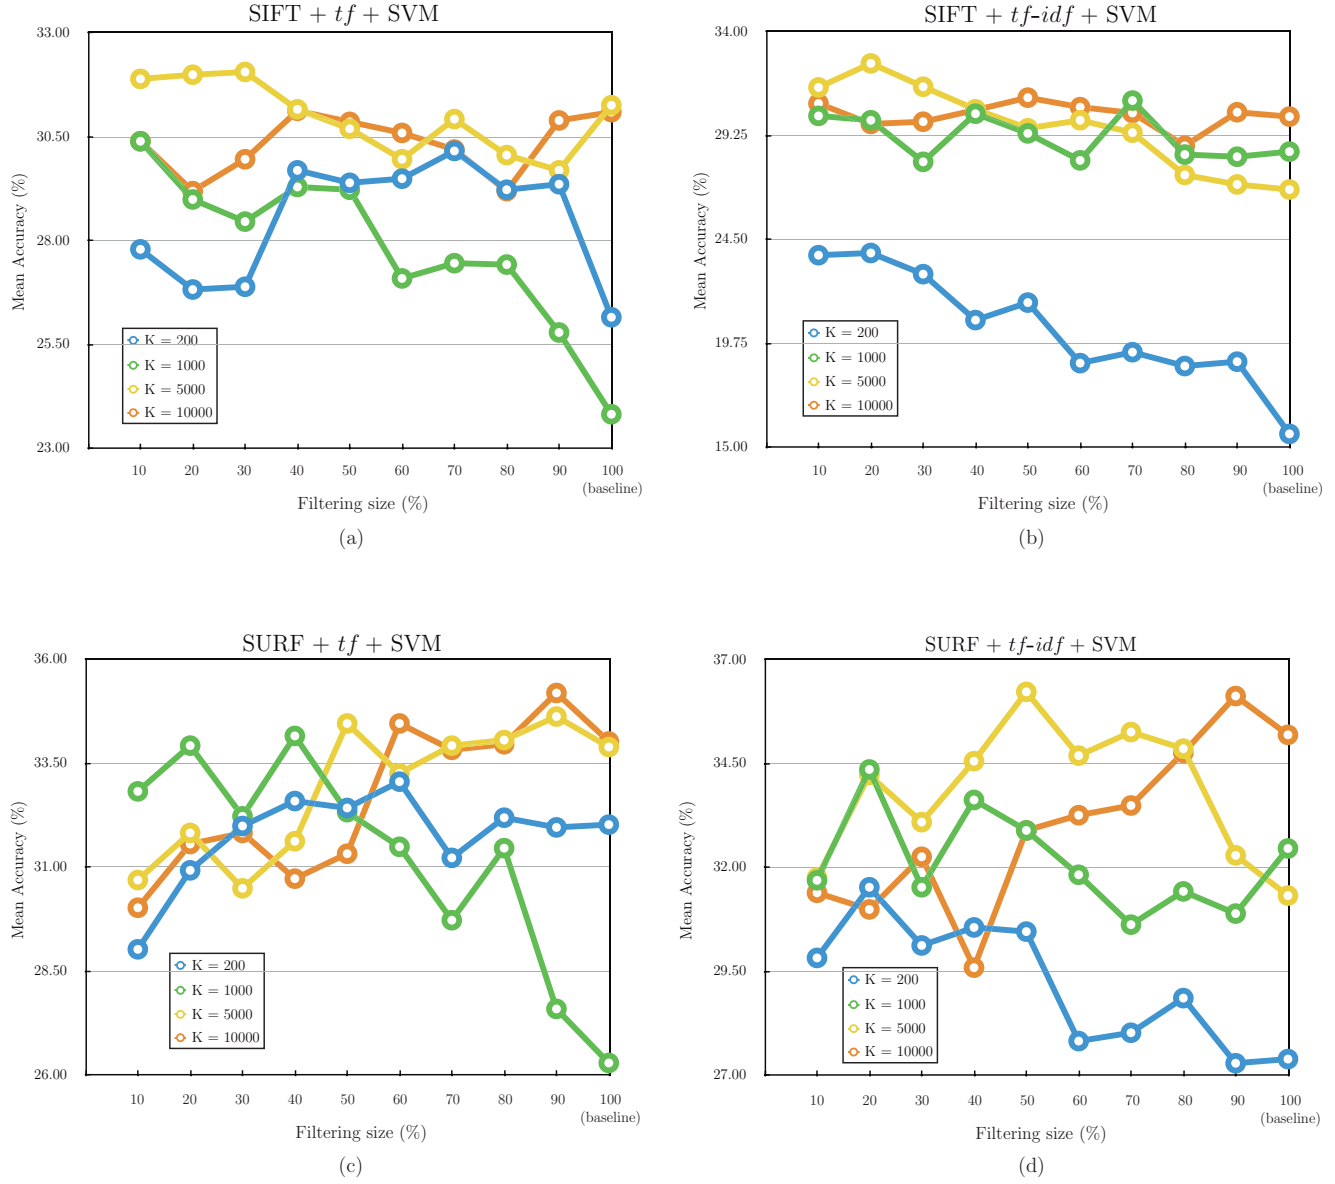 SIFT + tf + SVM
33.00
30.50
28.00
25.50
23.00
Mean Accuracy (%)
K = 200
K = 1000
K = 5000
K = 10000
10 20 30 40 50 60 70 80 90 100
(baseline)
Filtering size (%)
(a)
SIFT + tf-idf + SVM
34.00
29.25
24.50
19.75
15.00
Mean Accuracy (%)
K = 200
K = 1000
K = 5000
K = 10000
10 20 30 40 50 60 70 80 90 100
(baseline)
Filtering size (%)
(b)
SURF + tf + SVM
36.00
33.50
31.00
28.50
26.00
Mean Accuracy (%)
K = 200
K = 1000
K = 5000
K = 10000
10 20 30 40 50 60 70 80 90 100
(baseline)
Filtering size (%)
(c)
SURF + tf-idf + SVM
37.00
34.50
32.00
29.50
27.00
Mean Accuracy (%)
K = 200
K = 1000
K = 5000
K = 10000
10 20 30 40 50 60 70 80 90 100
(baseline)
Filtering size (%)
(d)